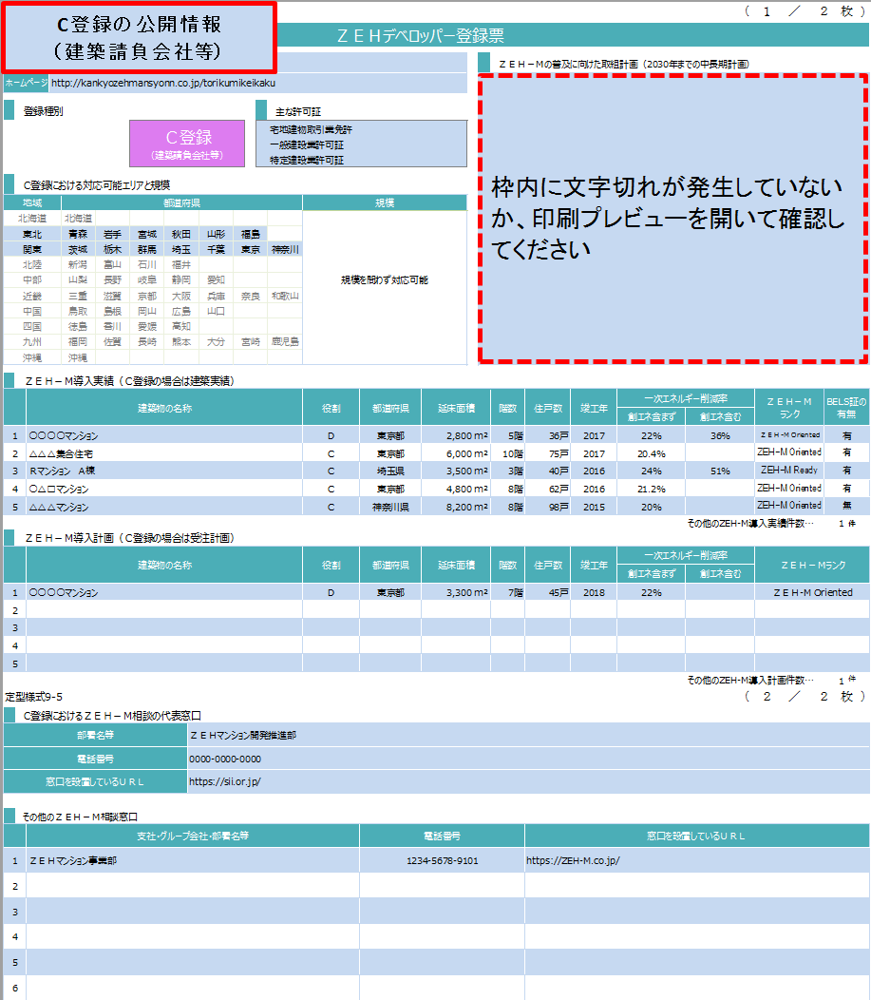 C登録の公開情報
(建築請負会社等)
( 1 / 2 枚 )
ＺＥＨデベロッパー登録票
ホームページ http://kankyozehmansyonn.co.jp/torikumikeikaku
登録種別
C登録
(建築請負会社等)
主な許可証
宅地建物取引業免許
一般建設業許可証
特定建設業許可証
ＺＥＨ－Ｍの普及に向けた取組計画（2030年までの中長期計画）
枠内に文字切れが発生していない
か、印刷プレビューを開いて確認し
てください
C登録における対応可能エリアと規模
地域 都道府県 規模
北海道 北海道
東北 青森 岩手 宮城 秋田 山形 福島
関東 茨城 栃木 群馬 埼玉 千葉 東京 神奈川
北陸 新潟 富山 石川 福井
中部 山梨 長野 岐阜 静岡 愛知
規模を問わず対応可能
近畿 三重 滋賀 京都 大阪 兵庫 奈良 和歌山
中国 鳥取 島根 岡山 広島 山口
四国 徳島 香川 愛媛 高知
九州 福岡 佐賀 長崎 熊本 大分 宮崎 鹿児島
沖縄 沖縄
ＺＥＨ－Ｍ導入実績（Ｃ登録の場合は建築実績）
建築物の名称 役割 都道府県 延床面積 階数 住戸数 竣工年 一次エネルギー削減率 創エネ含まず 創エネ含む ＺＥＨ－Ｍ ランク BELS証の 有無
1 ○○○○マンション D 東京都 2,800 m² 5階 36戸 2017 22% 36% ＺＥＨ-M Oriented 有
2 △△△集合住宅 C 東京都 6,000 m² 10階 75戸 2017 20.4% ZEH-M Oriented 有
3 Rマンション A棟 C 埼玉県 3,500 m² 3階 40戸 2016 24% 51% ZEH-M Ready 有
4 ○△□マンション C 東京都 4,800 m² 8階 62戸 2016 21.2% ZEH-M Oriented 有
5 △△△マンション C 神奈川県 8,200 m² 8階 98戸 2015 20% ZEH-M Oriented 無
その他のZEH-M導入実績件数… 1 件
ＺＥＨ－Ｍ導入計画（Ｃ登録の場合は受注計画）
建築物の名称 役割 都道府県 延床面積 階数 住戸数 竣工年 一次エネルギー削減率 創エネ含まず 創エネ含む ＺＥＨ－Ｍランク
1 ○○○○マンション D 東京都 3,300 m² 7階 45戸 2018 22% ＺＥＨ-M Oriented
2
3
4
5
その他のZEH-M導入計画件数… 1 件
定型様式9-5
( 2 / 2 枚 )
C登録におけるＺＥＨ－Ｍ相談の代表窓口
部署名等 ＺＥＨマンション開発推進部
電話番号 0000-0000-0000
窓口を設置しているＵＲＬ https://sii.or.jp/
その他のＺＥＨ－Ｍ相談窓口
支社・グループ会社・部署名等 電話番号 窓口を設置しているＵＲＬ
1 ＺＥＨマンション事業部 1234-5678-9101 https://ZEH-M.co.jp/
2
3
4
5
6